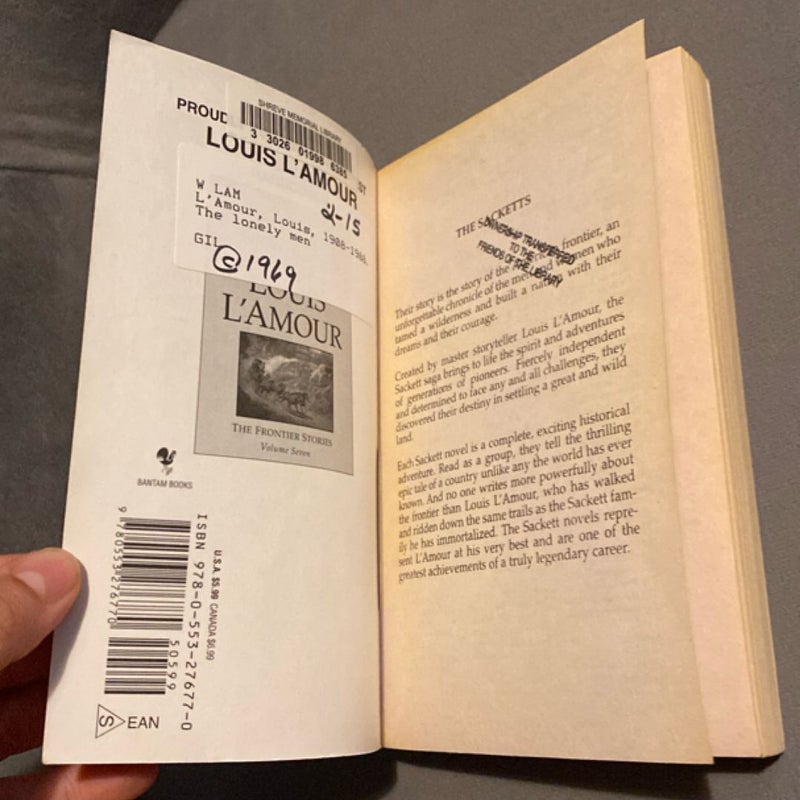 PROUD
ST
SHREVE MEMORIAL LIBRARY
3 3026 01998 6385
LOUIS L'AMOUR
2-15
W LAM
L'Amour, Louis, 1908-1988.
The lonely men
GIL
©1969
LOUIS
L'AMOUR
THE FRONTIER STORIES
Volume Seven
BANTAM BOOKS
9 780553 276770
50599
ISBN 978-0-553-27677-0
U.S.A. $5.99 CANADA $6.99
S EAN
THE SACKETTS
OWNERSHIP TRANSFERRED
TO THE
FRIENDS OF THE LIBRARY
Their story is the story of the American frontier, an
unforgettable chronicle of the men and women who
tamed a wilderness and built a nation with their
dreams and their courage.
Created by master storyteller Louis L'Amour, the
Sackett saga brings to life the spirit and adventures
of generations of pioneers. Fiercely independent
and determined to face any and all challenges, they
discovered their destiny in settling a great and wild
land.
Each Sackett novel is a complete, exciting historical
adventure. Read as a group, they tell the thrilling
epic tale of a country unlike any the world has ever
known. And no one writes more powerfully about
the frontier than Louis L'Amour, who has walked
and ridden down the same trails as the Sackett fam-
ily he has immortalized. The Sackett novels repre-
sent L'Amour at his very best and are one of the
greatest achievements of a truly legendary career.